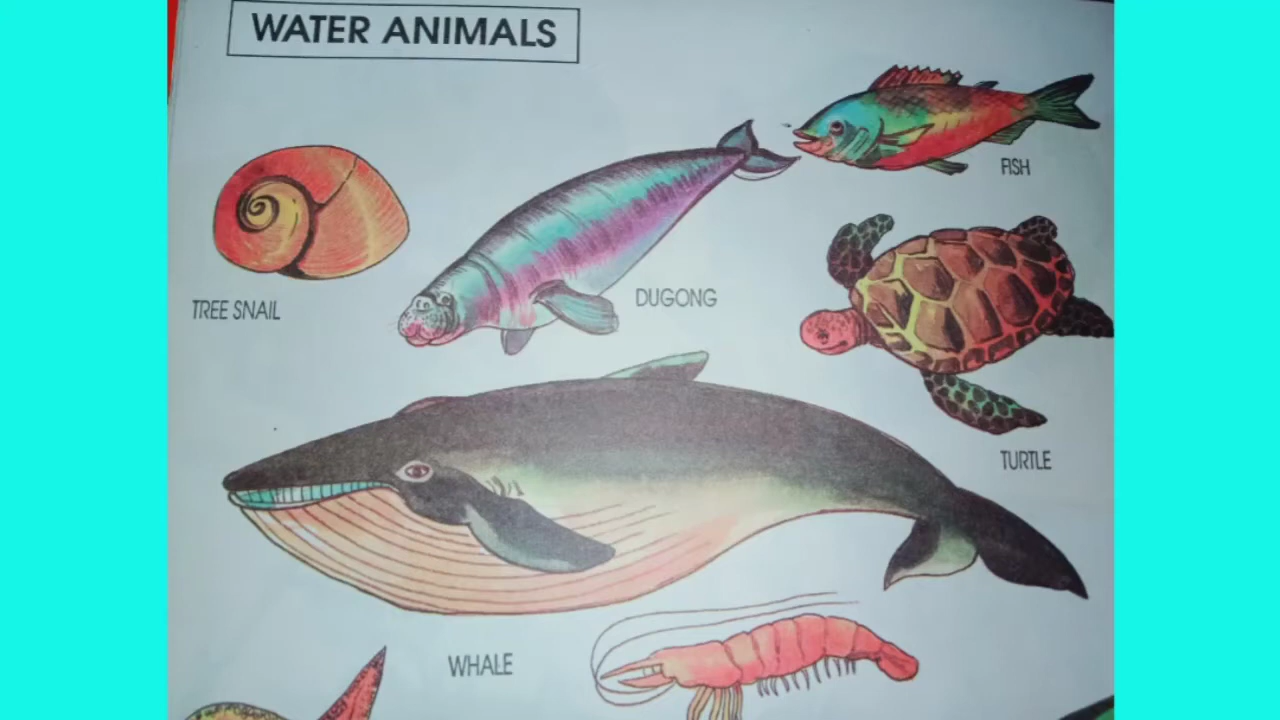 WATER ANIMALS
FISH
TREE SNAIL
DUGONG
TURTLE
WHALE